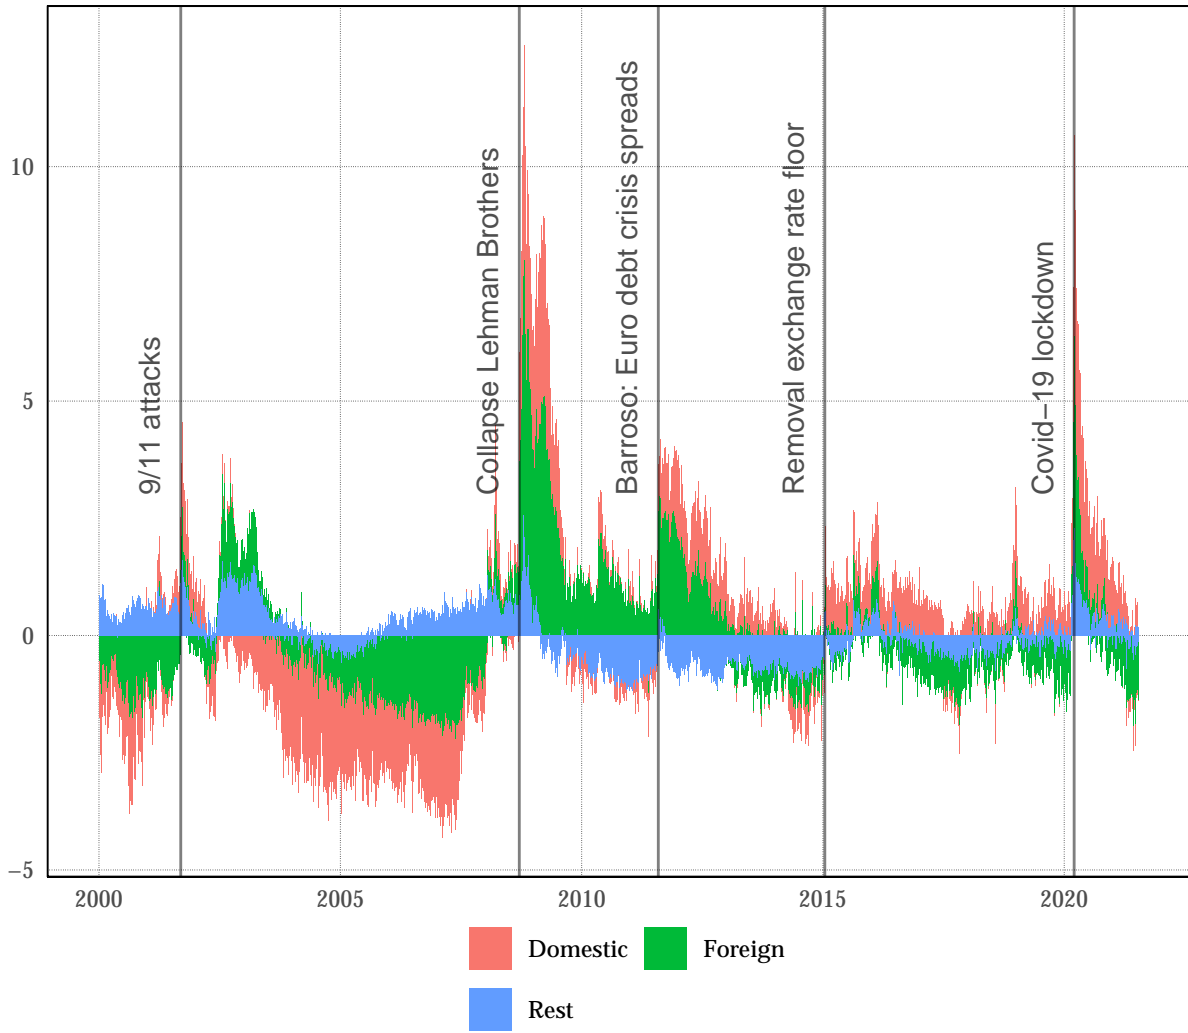 10
5
0
−5
9/11 attacks
Collapse Lehman Brothers
Barroso: Euro debt crisis spreads
Removal exchange rate floor
Covid−19 lockdown
2000
2005
2010
2015
2020
Domestic
Foreign
Rest